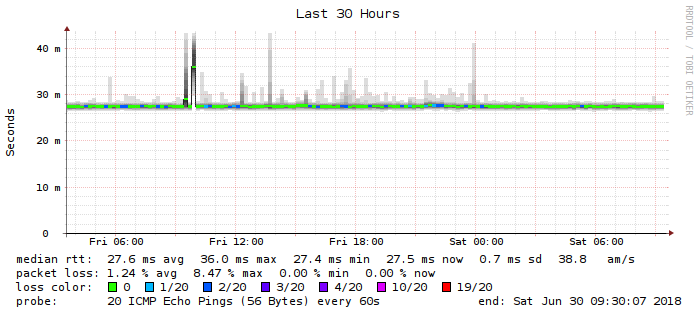 Last 30 Hours
RRDTOOL / TOBI OETIKER
Seconds
40 m
30 m
20 m
10 m
0
Fri 06:00 Fri 12:00 Fri 18:00 Sat 00:00 Sat 06:00
median rtt: 27.6 ms avg 36.0 ms max 27.4 ms min 27.5 ms now 0.7 ms sd 38.8 am/s
packet loss: 1.24 % avg 8.47 % max 0.00 % min 0.00 % now
loss color: 0 1/20 2/20 3/20 4/20 10/20 19/20
probe: 20 ICMP Echo Pings (56 Bytes) every 60s end: Sat Jun 30 09:30:07 2018